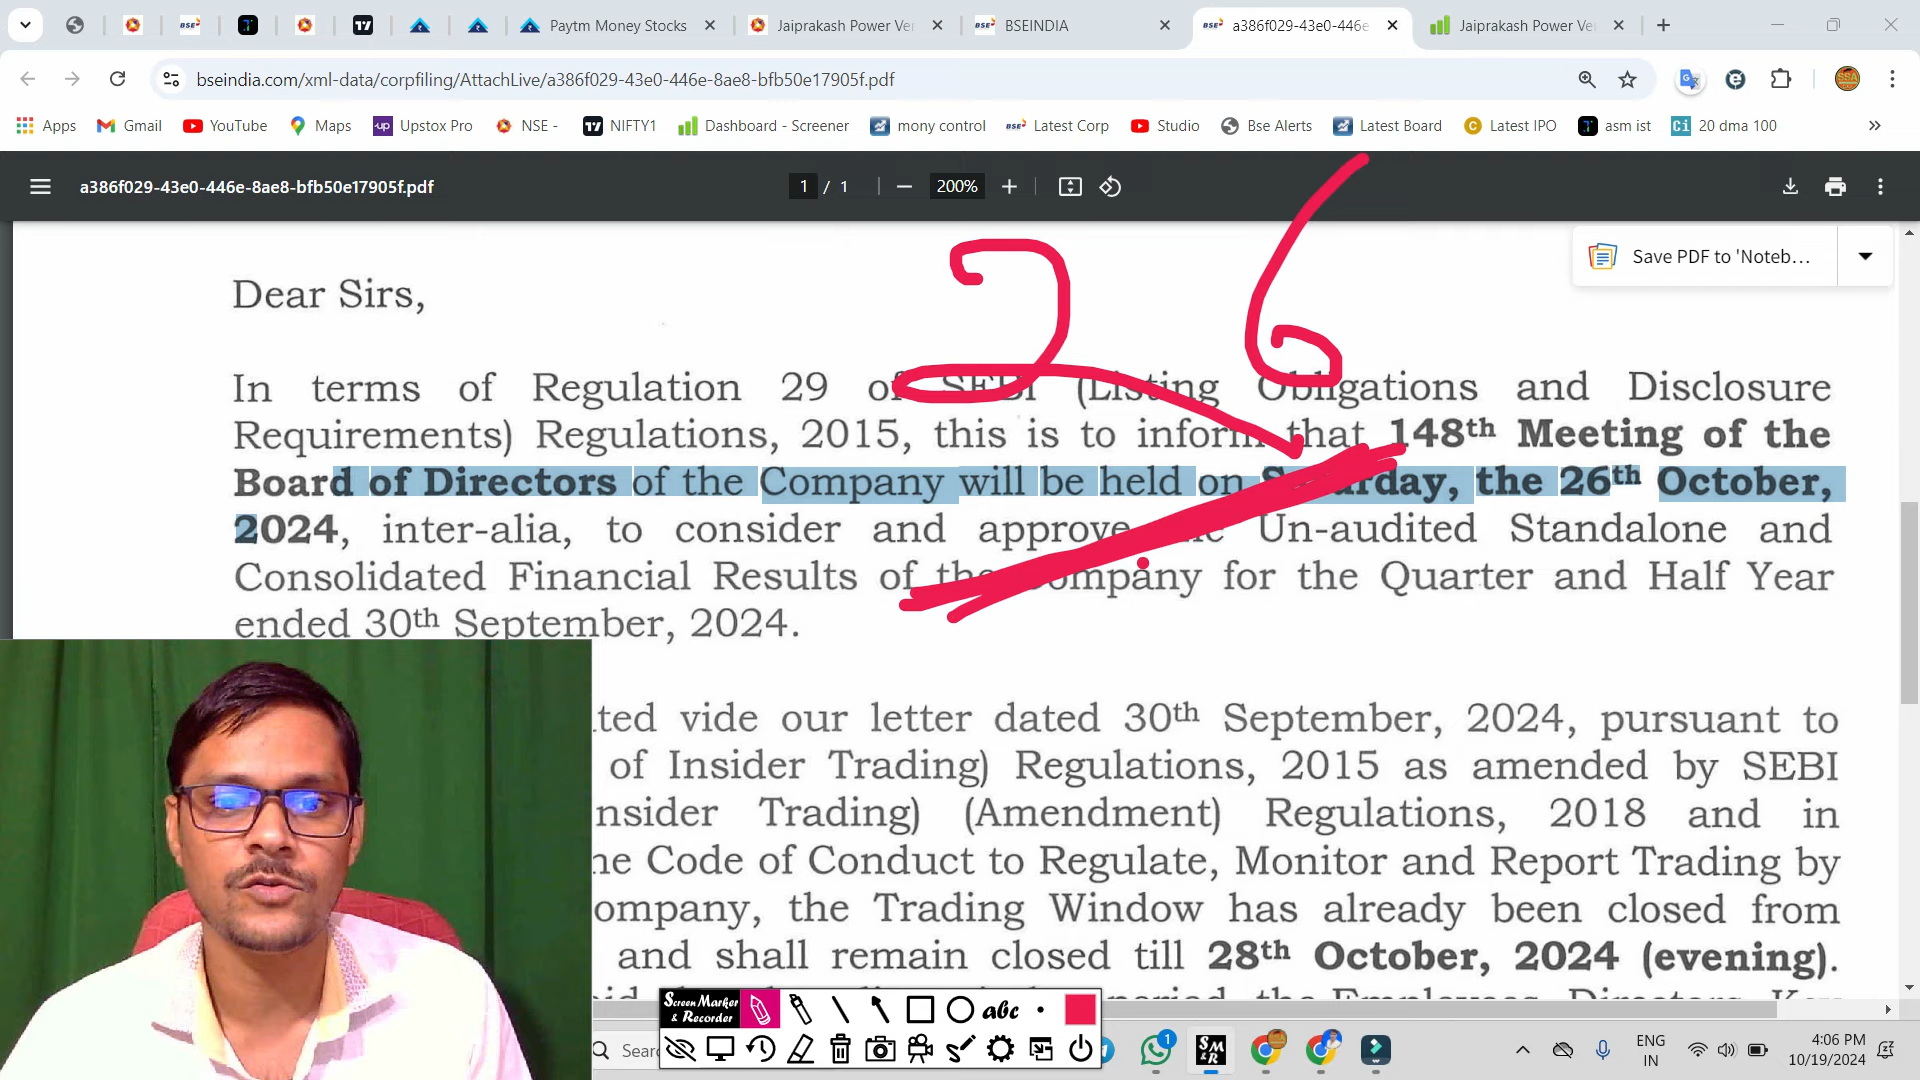 Paytm Money Stocks
Jaiprakash Power Ve
BSEINDIA
a386f029-43e0-446e
Jaiprakash Power Ve
bseindia.com/xml-data/corpfiling/AttachLive/a386f029-43e0-446e-8ae8-bfb50e17905f.pdf
Apps Gmail YouTube Maps Upstox Pro NSE - NIFTY1 Dashboard - Screener mony control Latest Corp Studio Bse Alerts Latest Board Latest IPO asm ist 20 dma 100
a386f029-43e0-446e-8ae8-bfb50e17905f.pdf 1 / 1 200%
Save PDF to 'Noteb...
26
Dear Sirs,
In terms of Regulation 29 of SEBI (Listing Obligations and Disclosure
Requirements) Regulations, 2015, this is to inform that 148th Meeting of the
Board of Directors of the Company will be held on Saturday, the 26th October,
2024, inter-alia, to consider and approve the Un-audited Standalone and
Consolidated Financial Results of the Company for the Quarter and Half Year
ended 30th September, 2024.
ted vide our letter dated 30th September, 2024, pursuant to
of Insider Trading) Regulations, 2015 as amended by SEBI
nsider Trading) (Amendment) Regulations, 2018 and in
he Code of Conduct to Regulate, Monitor and Report Trading by
ompany, the Trading Window has already been closed from
and shall remain closed till 28th October, 2024 (evening).
Screen Marker & Recorder abc
Sear
ENG
IN
4:06 PM
10/19/2024